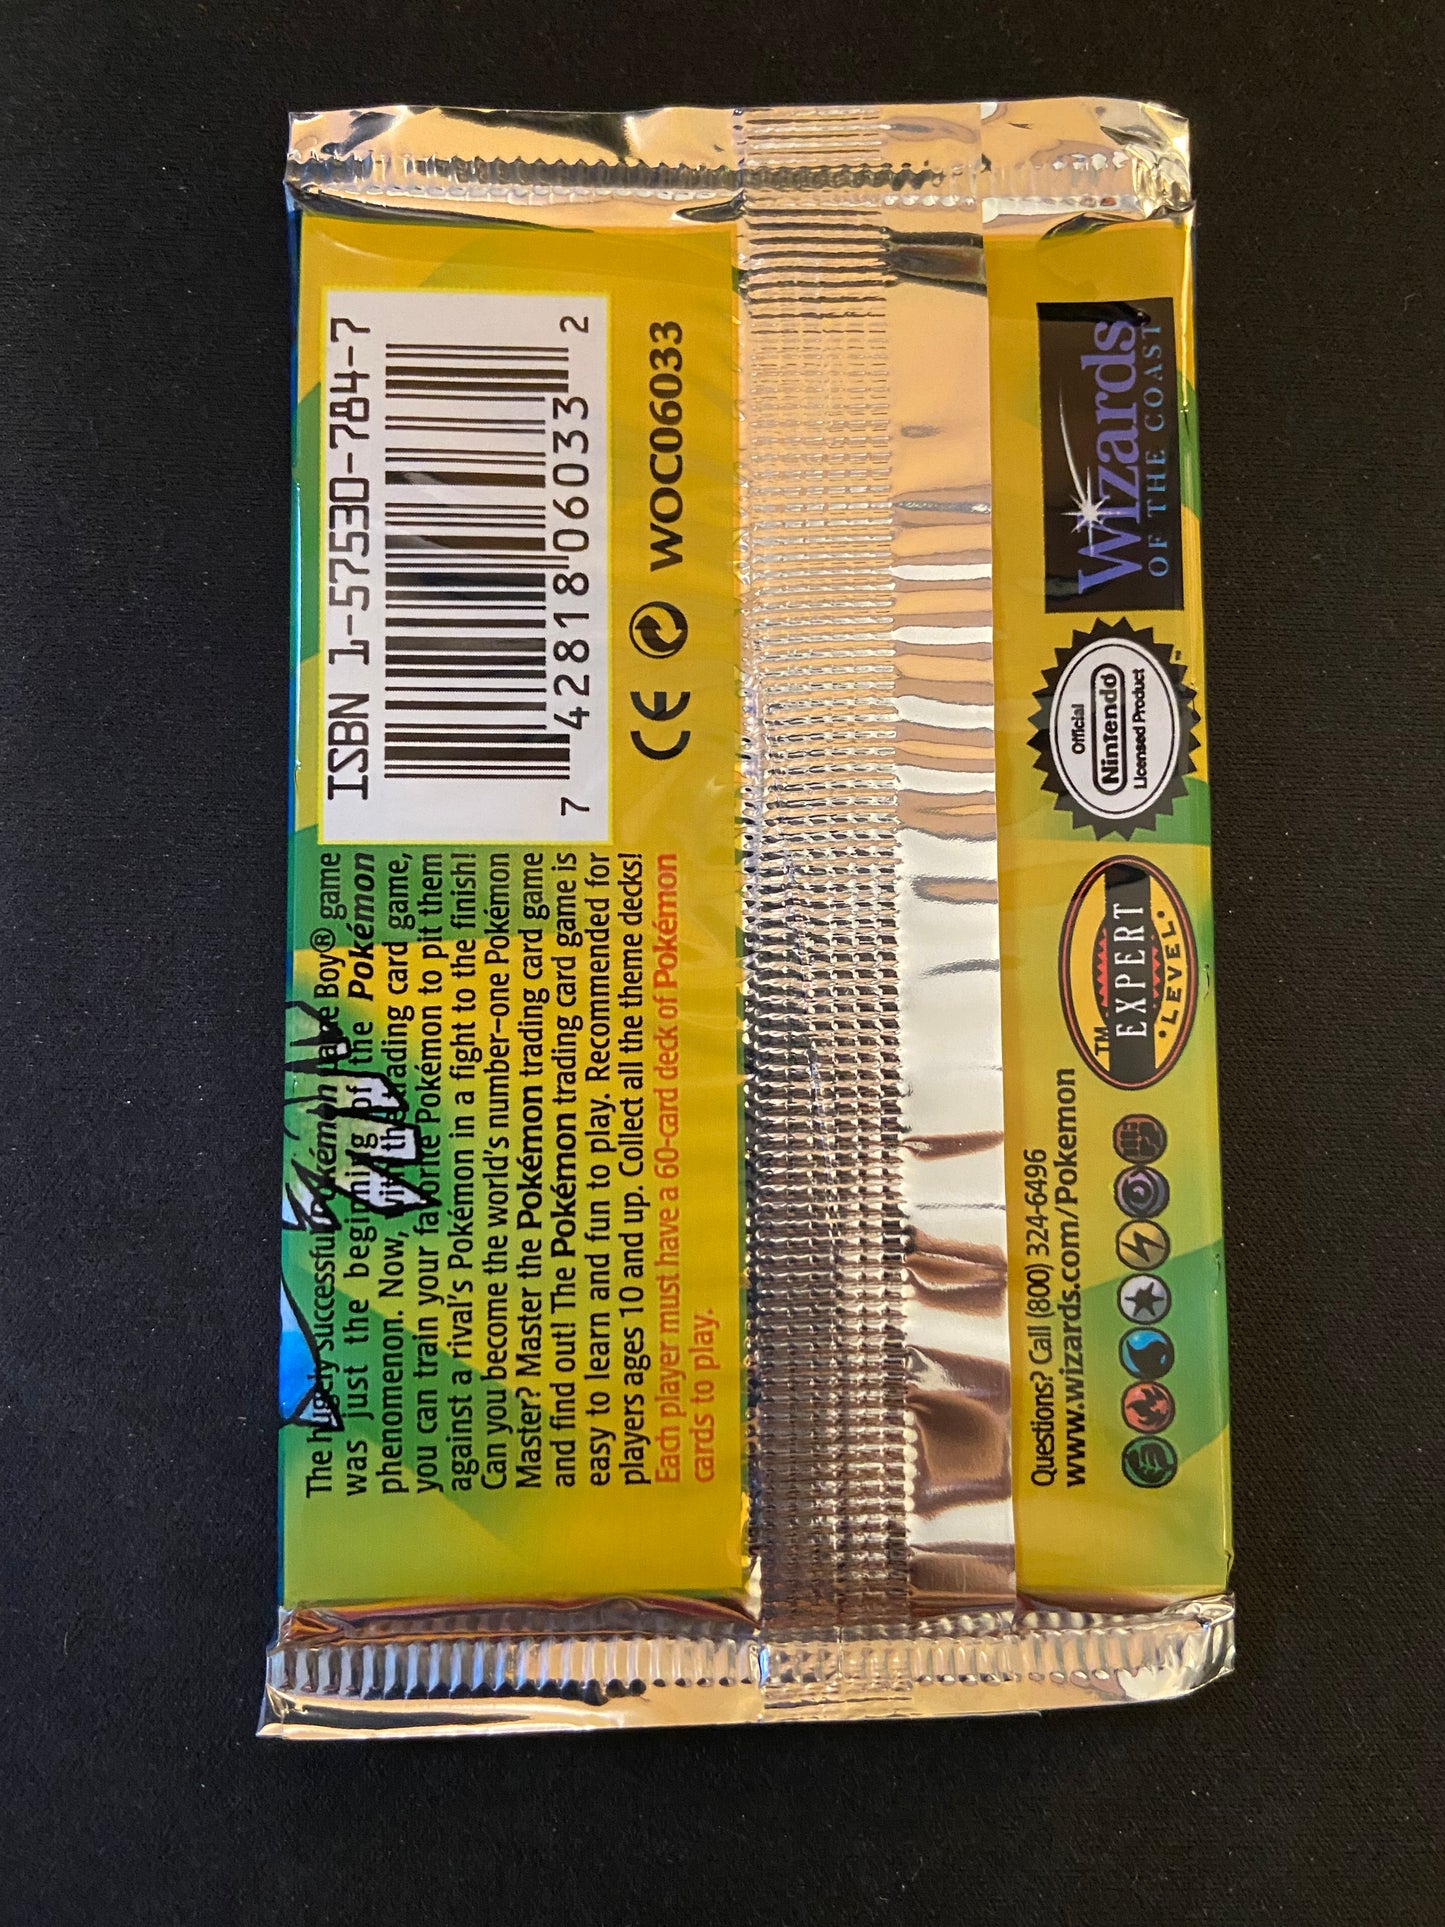 ISBN 1-57530-784-7
7 42818 06033 2
CE WOC06033
The hugely successful Pokémon Game Boy® game
was just the beginning of the Pokémon
phenomenon. Now, with the trading card game,
you can train your favorite Pokémon to pit them
against a rival's Pokémon in a fight to the finish!
Can you become the world's number-one Pokémon
Master? Master the Pokémon trading card game
and find out! The Pokémon trading card game is
easy to learn and fun to play. Recommended for
players ages 10 and up. Collect all the theme decks!
Each player must have a 60-card deck of Pokémon
cards to play.
Wizards
OF THE COAST
Official
Nintendo
Licensed Product
™
TM
EXPERT
• LEVEL •
Questions? Call (800) 324-6496
www.wizards.com/Pokemon